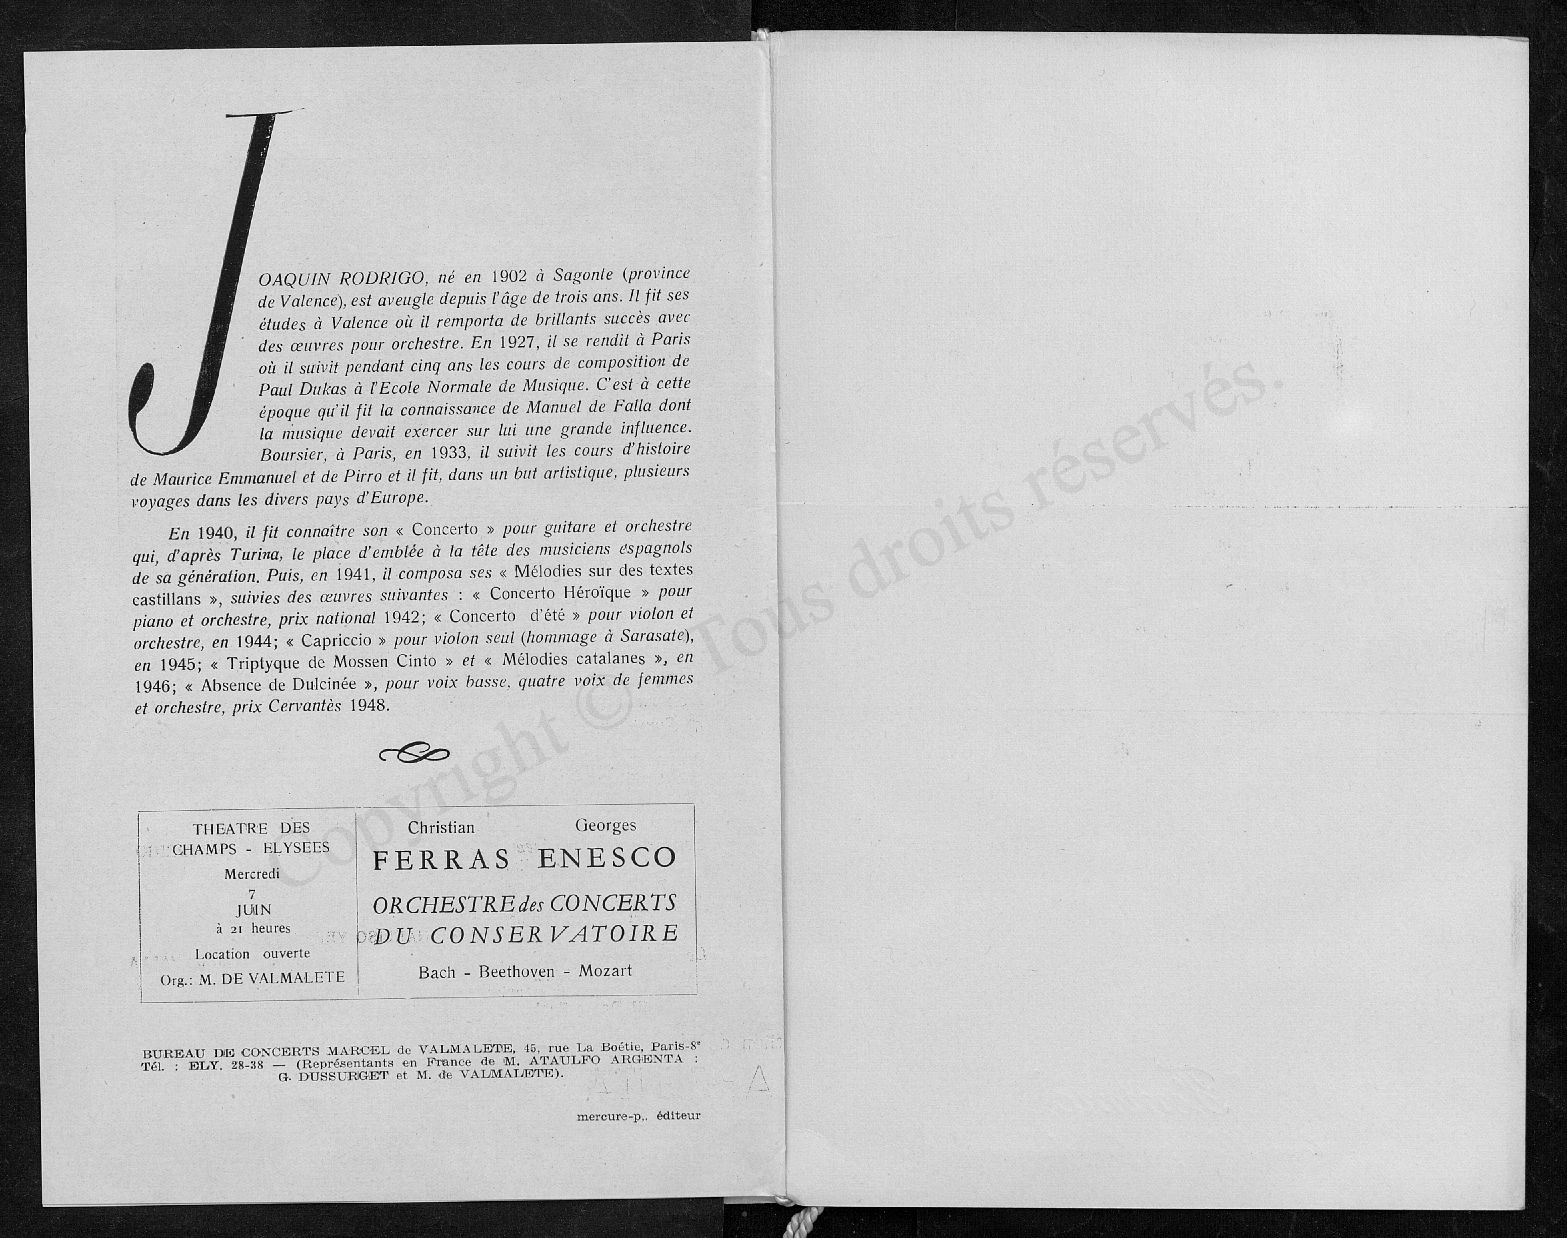 JOAQUIN RODRIGO, né en 1902 à Sagonte (province
de Valence), est aveugle depuis l'âge de trois ans. Il fit ses
études à Valence où il remporta de brillants succès avec
des œuvres pour orchestre. En 1927, il se rendit à Paris
où il suivit pendant cinq ans les cours de composition de
Paul Dukas à l'Ecole Normale de Musique. C'est à cette
époque qu'il fit la connaissance de Manuel de Falla dont
la musique devait exercer sur lui une grande influence.
Boursier, à Paris, en 1933, il suivit les cours d'histoire
de Maurice Emmanuel et de Pirro et il fit, dans un but artistique, plusieurs
voyages dans les divers pays d'Europe.
En 1940, il fit connaître son « Concerto » pour guitare et orchestre
qui, d'après Turina, le place d'emblée à la tête des musiciens espagnols
de sa génération. Puis, en 1941, il composa ses « Mélodies sur des textes
castillans », suivies des œuvres suivantes : « Concerto Héroïque » pour
piano et orchestre, prix national 1942; « Concerto d'été » pour violon et
orchestre, en 1944; « Capriccio » pour violon seul (hommage à Sarasate),
en 1945; « Triptyque de Mossen Cinto » et « Mélodies catalanes », en
1946; « Absence de Dulcinée », pour voix basse, quatre voix de femmes
et orchestre, prix Cervantès 1948.
THEATRE DES
CHAMPS - ELYSEES
Mercredi
7
JUIN
à 21 heures
Location ouverte
Org.: M. DE VALMALETE
Christian Georges
FERRAS ENESCO
ORCHESTRE des CONCERTS
DU CONSERVATOIRE
Bach - Beethoven - Mozart
BUREAU DE CONCERTS MARCEL de VALMALETE, 45, rue La Boétie, Paris-8e
Tél. : ELY. 28-38 — (Représentants en France de M. ATAULFO ARGENTA :
G. DUSSURGET et M. de VALMALETE).
mercure-p., éditeur
Copyright © Tous droits réservés.